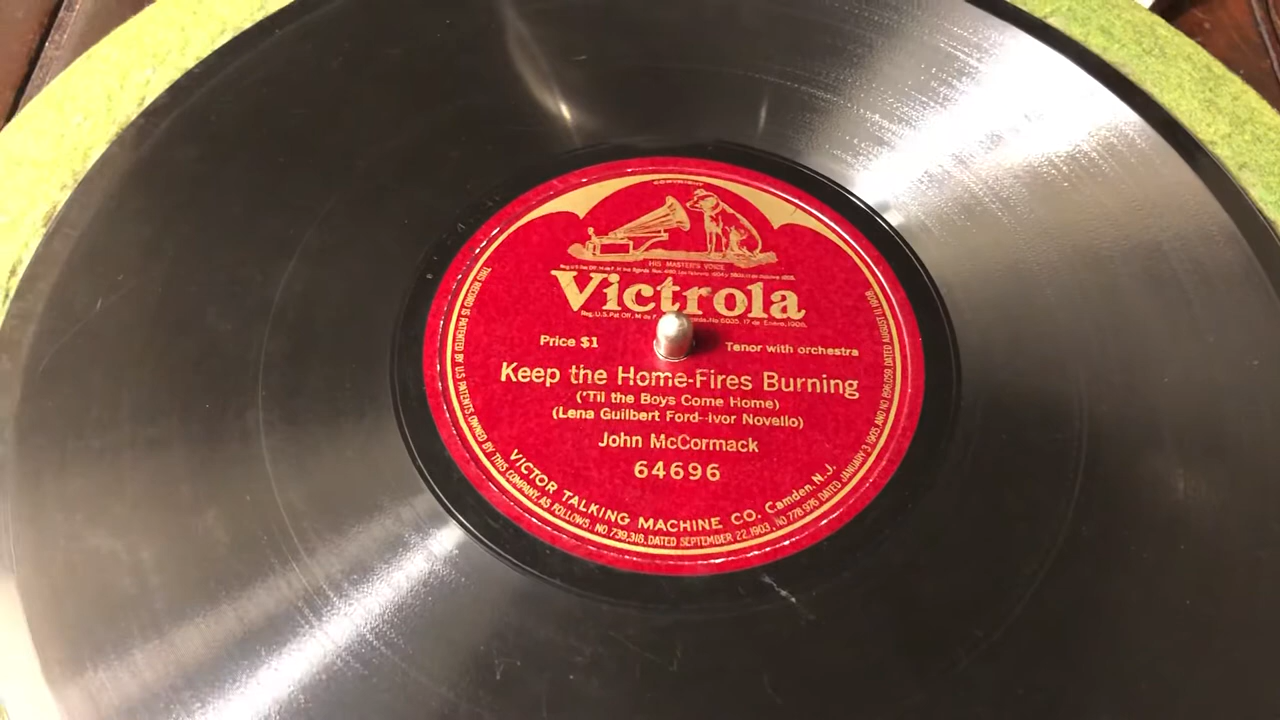 COPYRIGHT
HIS MASTER'S VOICE
Victrola
Price $1
Tenor with orchestra
Keep the Home-Fires Burning
('Til the Boys Come Home)
(Lena Guilbert Ford--Ivor Novello)
John McCormack
64696
VICTOR TALKING MACHINE CO. Camden, N.J.
THIS RECORD IS PATENTED BY U.S. PATENTS, OWNED BY THIS COMPANY, AS FOLLOWS, NO. 739,318, DATED SEPTEMBER 22, 1903, NO 778,976 DATED JANUARY 3 1905, AND NO 896,059, DATED AUGUST 11, 1908.